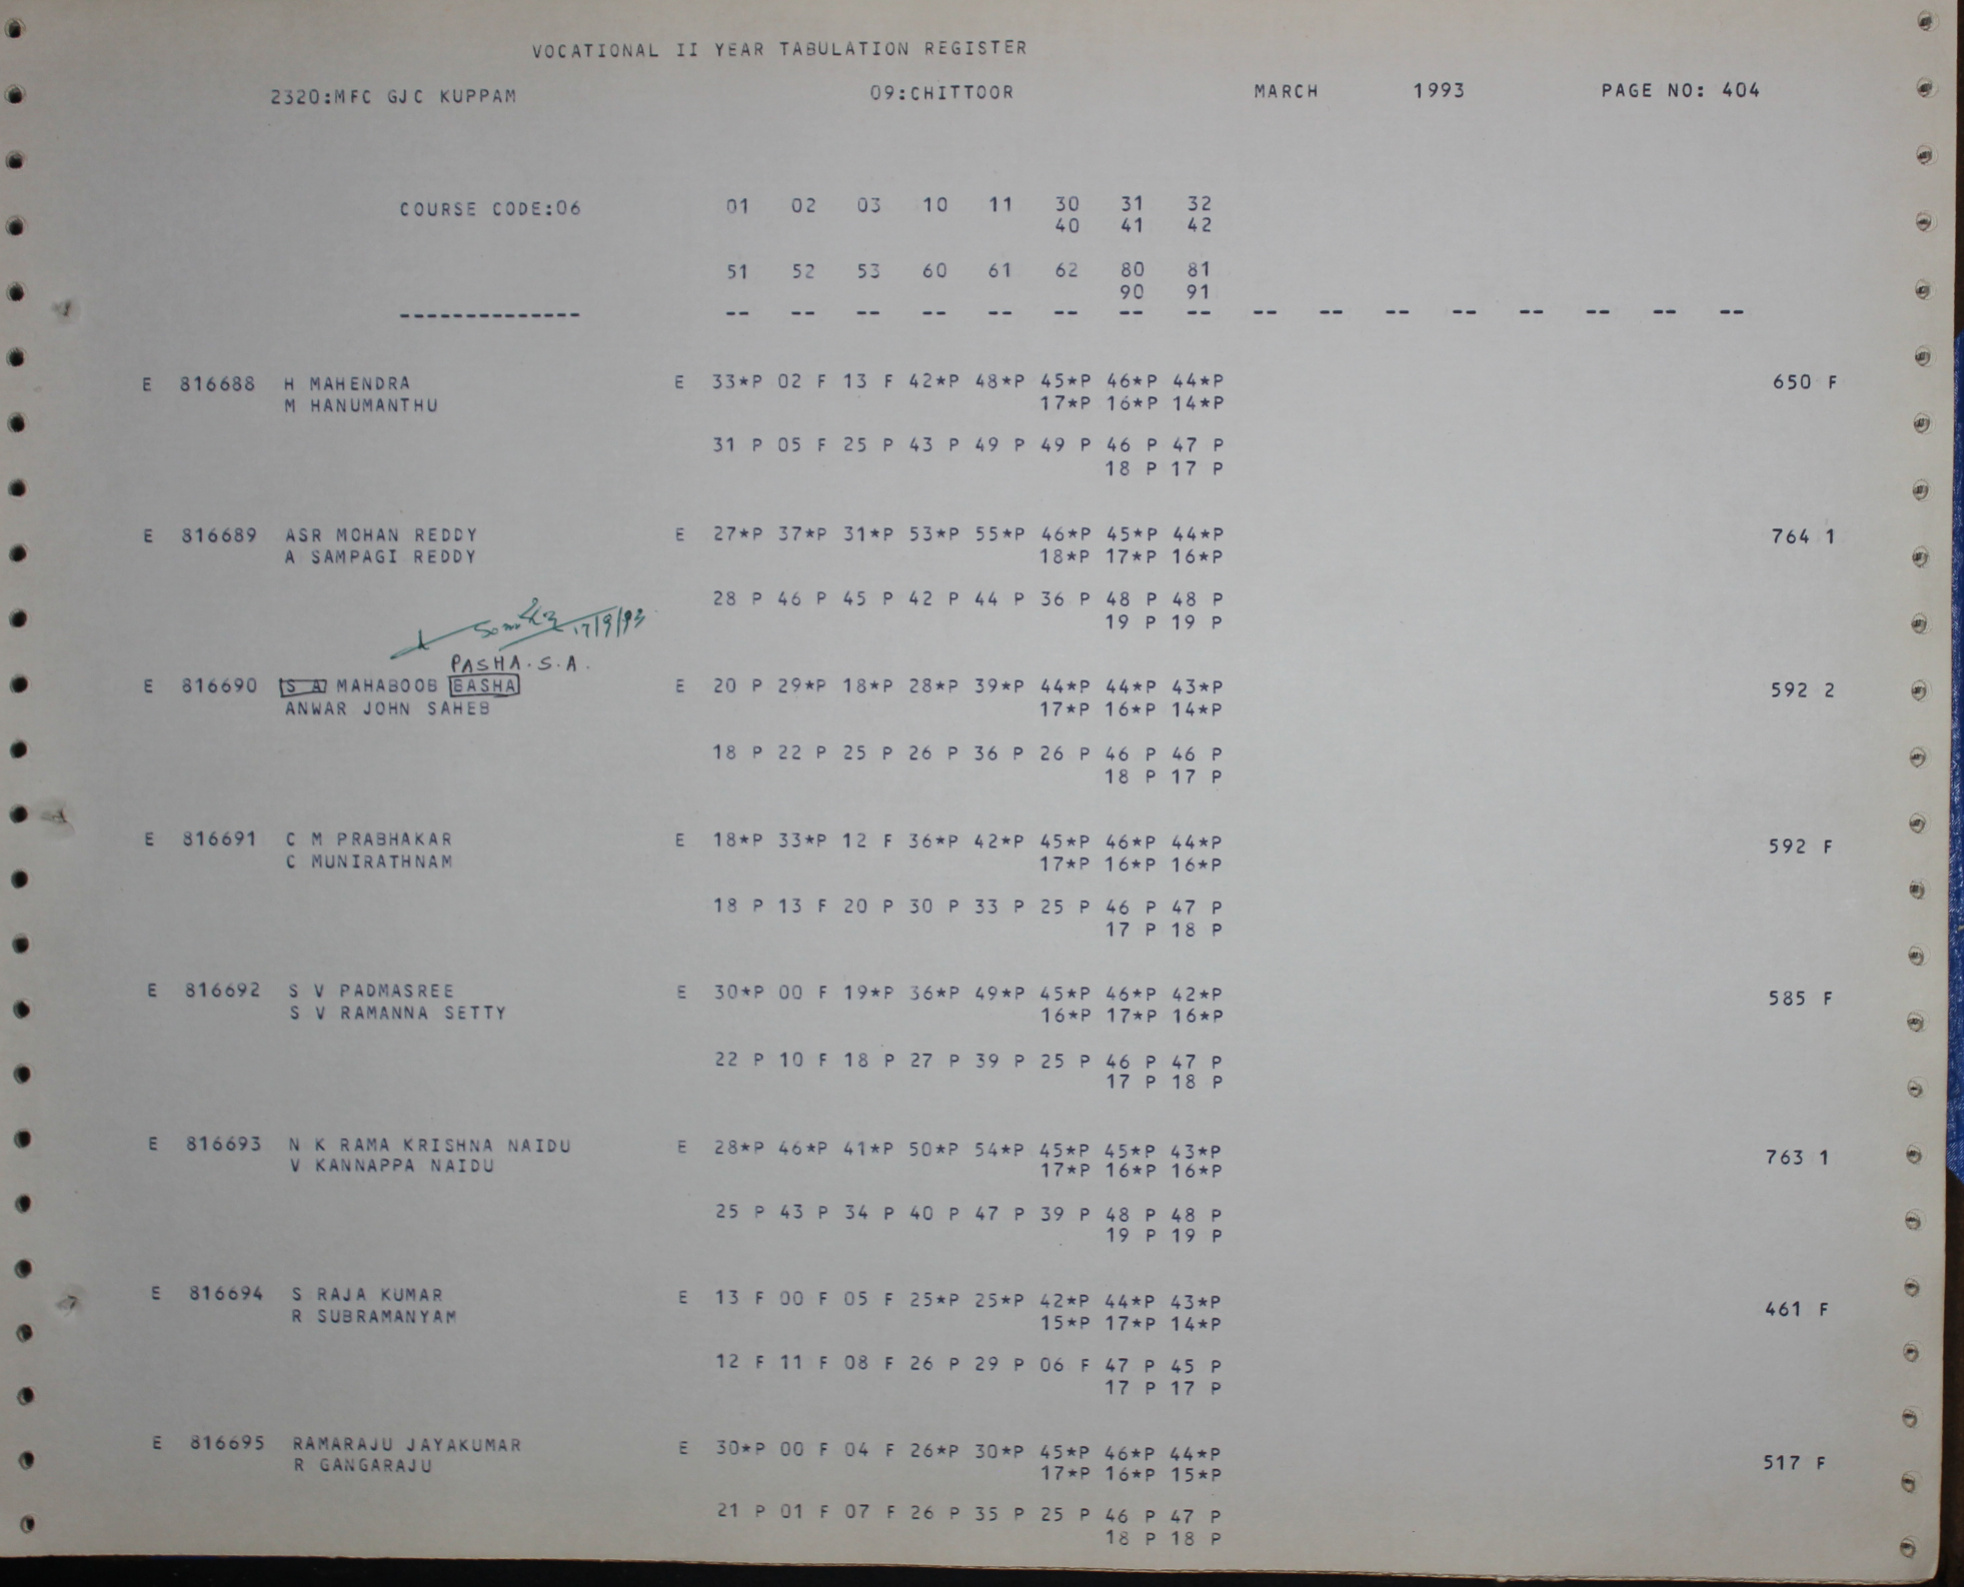 VOCATIONAL II YEAR TABULATION REGISTER
2320:MFC GJC KUPPAM 09:CHITTOOR MARCH 1993 PAGE NO: 404
COURSE CODE:06 01 02 03 10 11 30 31 32
40 41 42
51 52 53 60 61 62 80 81
90 91
-------------- -- -- -- -- -- -- -- -- -- -- -- -- -- -- -- --
E 816688 H MAHENDRA E 33*P 02 F 13 F 42*P 48*P 45*P 46*P 44*P 650 F
M HANUMANTHU 17*P 16*P 14*P
31 P 05 F 25 P 43 P 49 P 49 P 46 P 47 P
18 P 17 P
E 816689 ASR MOHAN REDDY E 27*P 37*P 31*P 53*P 55*P 46*P 45*P 44*P 764 1
A SAMPAGI REDDY 18*P 17*P 16*P
28 P 46 P 45 P 42 P 44 P 36 P 48 P 48 P
19 P 19 P
17/9/93
PASHA. S. A.
E 816690 S A MAHABOOB BASHA E 20 P 29*P 18*P 28*P 39*P 44*P 44*P 43*P 592 2
ANWAR JOHN SAHEB 17*P 16*P 14*P
18 P 22 P 25 P 26 P 36 P 26 P 46 P 46 P
18 P 17 P
E 816691 C M PRABHAKAR E 18*P 33*P 12 F 36*P 42*P 45*P 46*P 44*P 592 F
C MUNIRATHNAM 17*P 16*P 16*P
18 P 13 F 20 P 30 P 33 P 25 P 46 P 47 P
17 P 18 P
E 816692 S V PADMASREE E 30*P 00 F 19*P 36*P 49*P 45*P 46*P 42*P 585 F
S V RAMANNA SETTY 16*P 17*P 16*P
22 P 10 F 18 P 27 P 39 P 25 P 46 P 47 P
17 P 18 P
E 816693 N K RAMA KRISHNA NAIDU E 28*P 46*P 41*P 50*P 54*P 45*P 45*P 43*P 763 1
V KANNAPPA NAIDU 17*P 16*P 16*P
25 P 43 P 34 P 40 P 47 P 39 P 48 P 48 P
19 P 19 P
E 816694 S RAJA KUMAR E 13 F 00 F 05 F 25*P 25*P 42*P 44*P 43*P 461 F
R SUBRAMANYAM 15*P 17*P 14*P
12 F 11 F 08 F 26 P 29 P 06 F 47 P 45 P
17 P 17 P
E 816695 RAMARAJU JAYAKUMAR E 30*P 00 F 04 F 26*P 30*P 45*P 46*P 44*P 517 F
R GANGARAJU 17*P 16*P 15*P
21 P 01 F 07 F 26 P 35 P 25 P 46 P 47 P
18 P 18 P